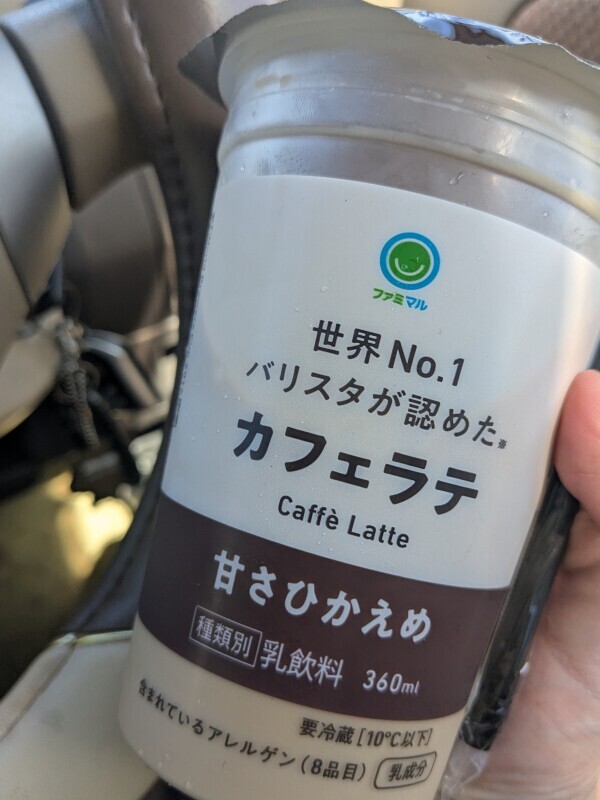 ファミマル
世界 No.1
バリスタが認めた※
カフェラテ
Caffè Latte
甘さひかえめ
種類別 乳飲料 360ml
要冷蔵[10℃以下]
含まれているアレルゲン(8品目) 乳成分